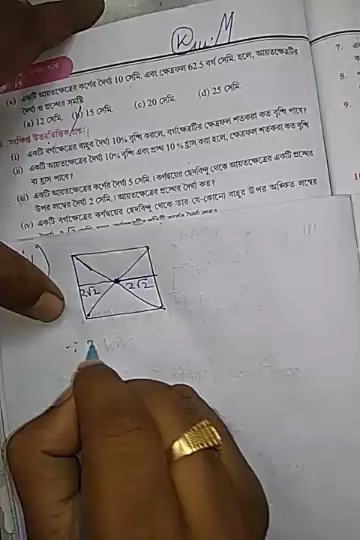 K
(v) একটি আয়তক্ষেত্রের কর্ণের দৈর্ঘ্য 10 সেমি. এবং ক্ষেত্রফল 62.5 বর্গ সেমি. হলে, আয়তক্ষেত্রটির
দৈর্ঘ্য ও প্রস্থের সমষ্টি
(a) 12 সেমি. (b) 15 সেমি. (c) 20 সেমি. (d) 25 সেমি.
সংক্ষিপ্ত উত্তরভিত্তিক প্রশ্ন:
(i) একটি বর্গক্ষেত্রের বাহুর দৈর্ঘ্য 10% বৃদ্ধি করলে, বর্গক্ষেত্রটির ক্ষেত্রফল শতকরা কত বৃদ্ধি পাবে?
(ii) একটি আয়তক্ষেত্রের দৈর্ঘ্য 10% বৃদ্ধি এবং প্রস্থ 10% হ্রাস করা হলে, ক্ষেত্রফল শতকরা কত বৃদ্ধি
বা হ্রাস পাবে?
(iii) একটি আয়তক্ষেত্রের কর্ণের দৈর্ঘ্য 5 সেমি.। কর্ণদ্বয়ের ছেদবিন্দু থেকে আয়তক্ষেত্রের একটি প্রস্থের
উপর লম্বের দৈর্ঘ্য 2 সেমি.। আয়তক্ষেত্রের প্রস্থের দৈর্ঘ্য কত?
(iv) একটি বর্গক্ষেত্রের কর্ণদ্বয়ের ছেদবিন্দু থেকে তার যে-কোনো বাহুর উপর অঙ্কিত লম্বের
7.
8.
9.
2√2 2√2
∴